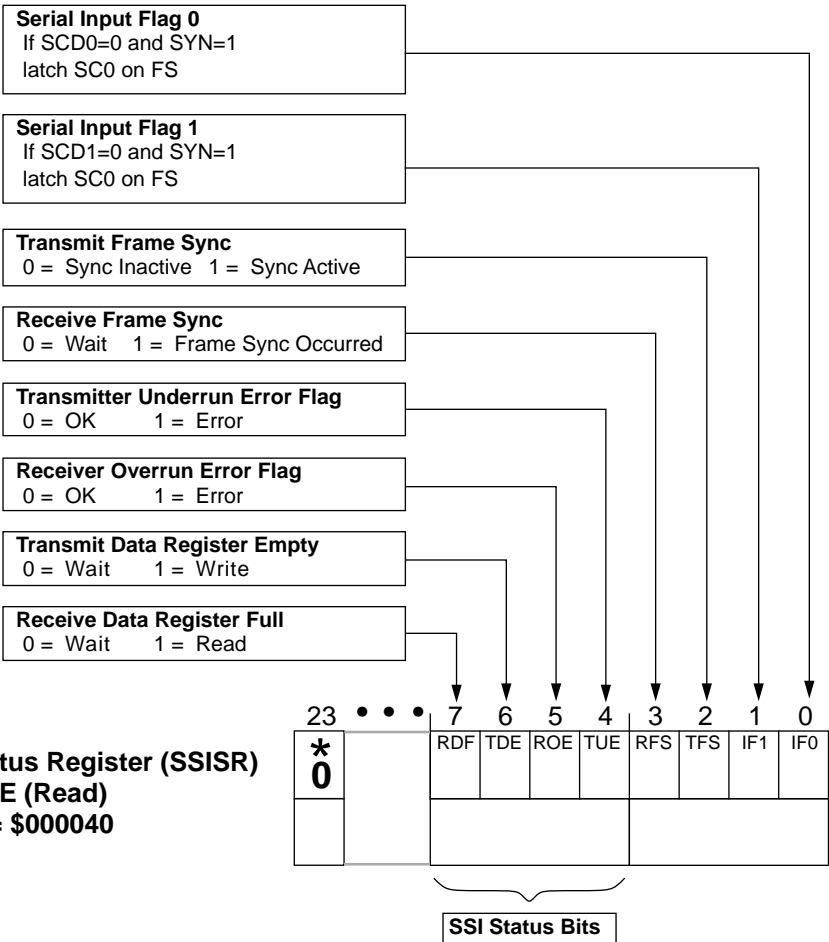 Serial Input Flag 0
If SCD0=0 and SYN=1
latch SC0 on FS
Serial Input Flag 1
If SCD1=0 and SYN=1
latch SC0 on FS
Transmit Frame Sync
0 = Sync Inactive 1 = Sync Active
Receive Frame Sync
0 = Wait 1 = Frame Sync Occurred
Transmitter Underrun Error Flag
0 = OK 1 = Error
Receiver Overrun Error Flag
0 = OK 1 = Error
Transmit Data Register Empty
0 = Wait 1 = Write
Receive Data Register Full
0 = Wait 1 = Read
23 • • • 7 6 5 4 3 2 1 0
* RDF TDE ROE TUE RFS TFS IF1 IF0
0
tus Register (SSISR)
E (Read)
= $000040
SSI Status Bits